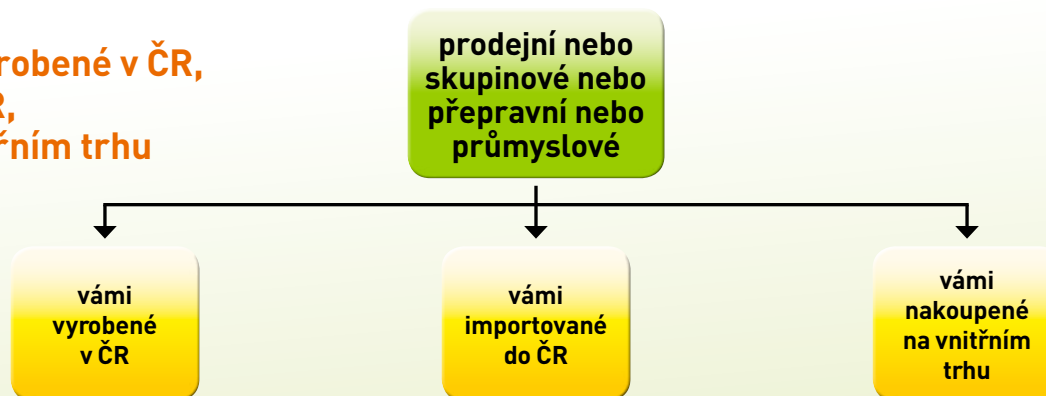 robené v ČR,
R,
řním trhu
prodejní nebo
skupinové nebo
přepravní nebo
průmyslové
vámi
vyrobené
v ČR
vámi
importované
do ČR
vámi
nakoupené
na vnitřním
trhu